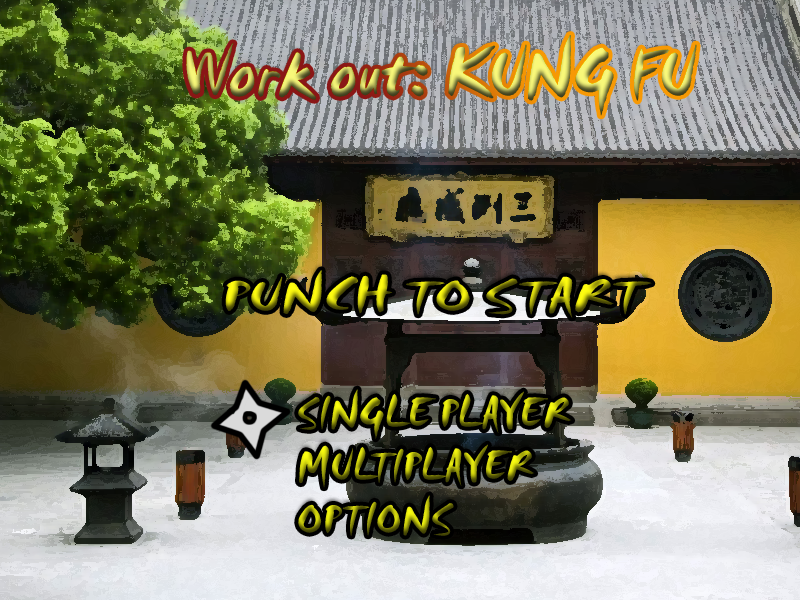 Work out: KUNG FU
PUNCH TO START
SINGLE PLAYER
MULTIPLAYER
OPTIONS